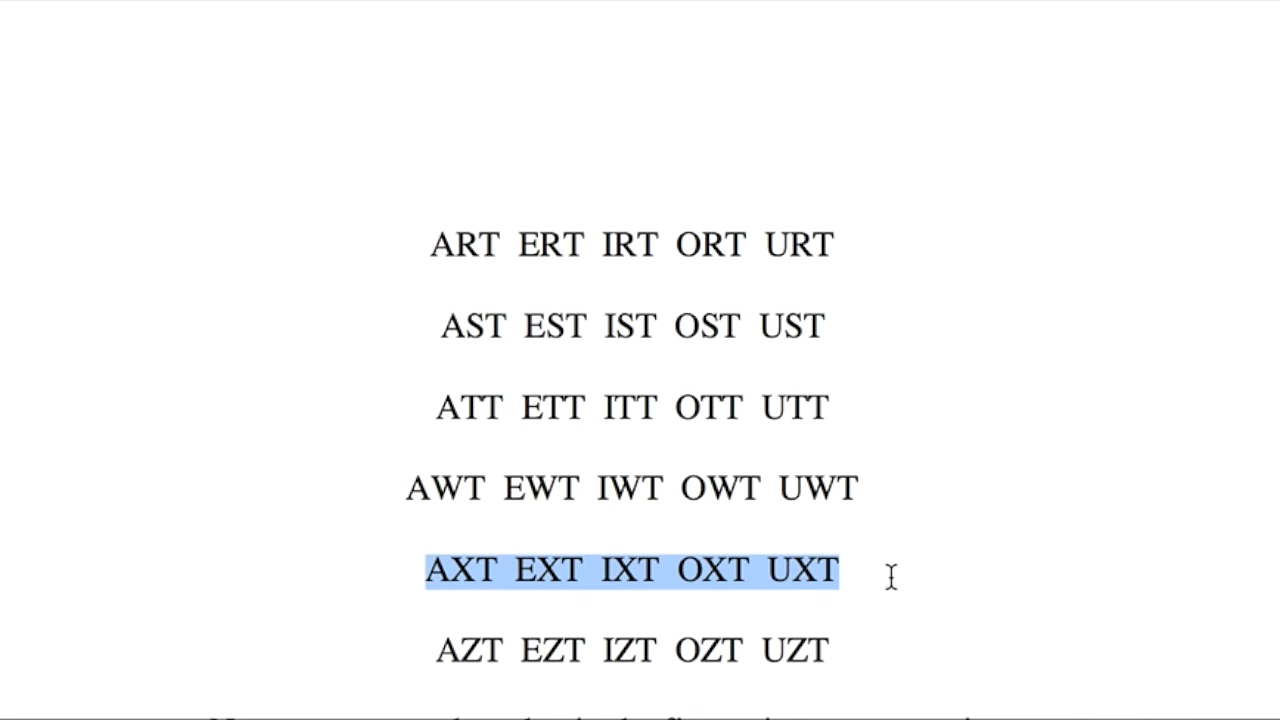 ART ERT IRT ORT URT
AST EST IST OST UST
ATT ETT ITT OTT UTT
AWT EWT IWT OWT UWT
AXT EXT IXT OXT UXT
AZT EZT IZT OZT UZT